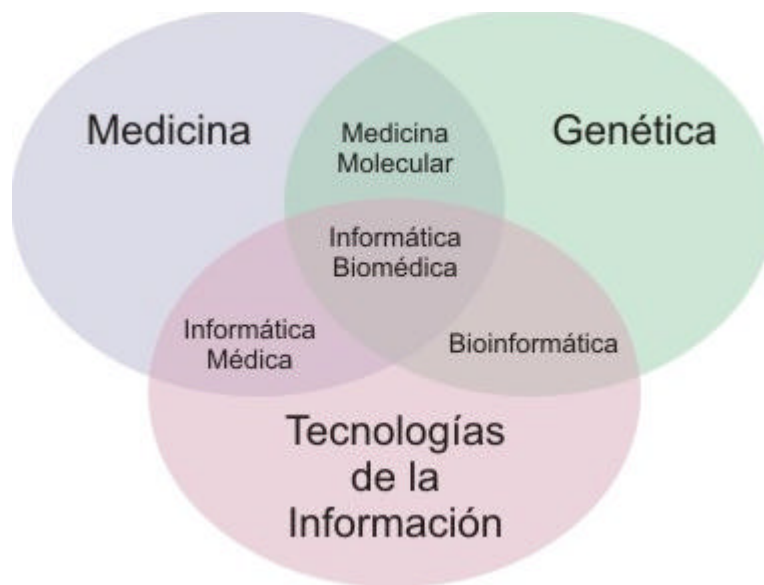 Medicina
Medicina
Molecular
Genética
Informática
Biomédica
Informática
Médica
Bioinformática
Tecnologías
de la
Información